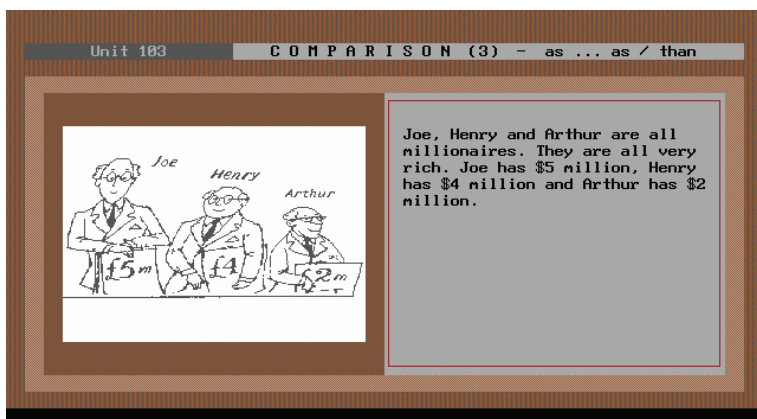 Unit 103
COMPARISON (3) - as ... as / than
Joe
Henry
Arthur
£5m
£4
£2m
Joe, Henry and Arthur are all
millionaires. They are all very
rich. Joe has $5 million, Henry
has $4 million and Arthur has $2
million.